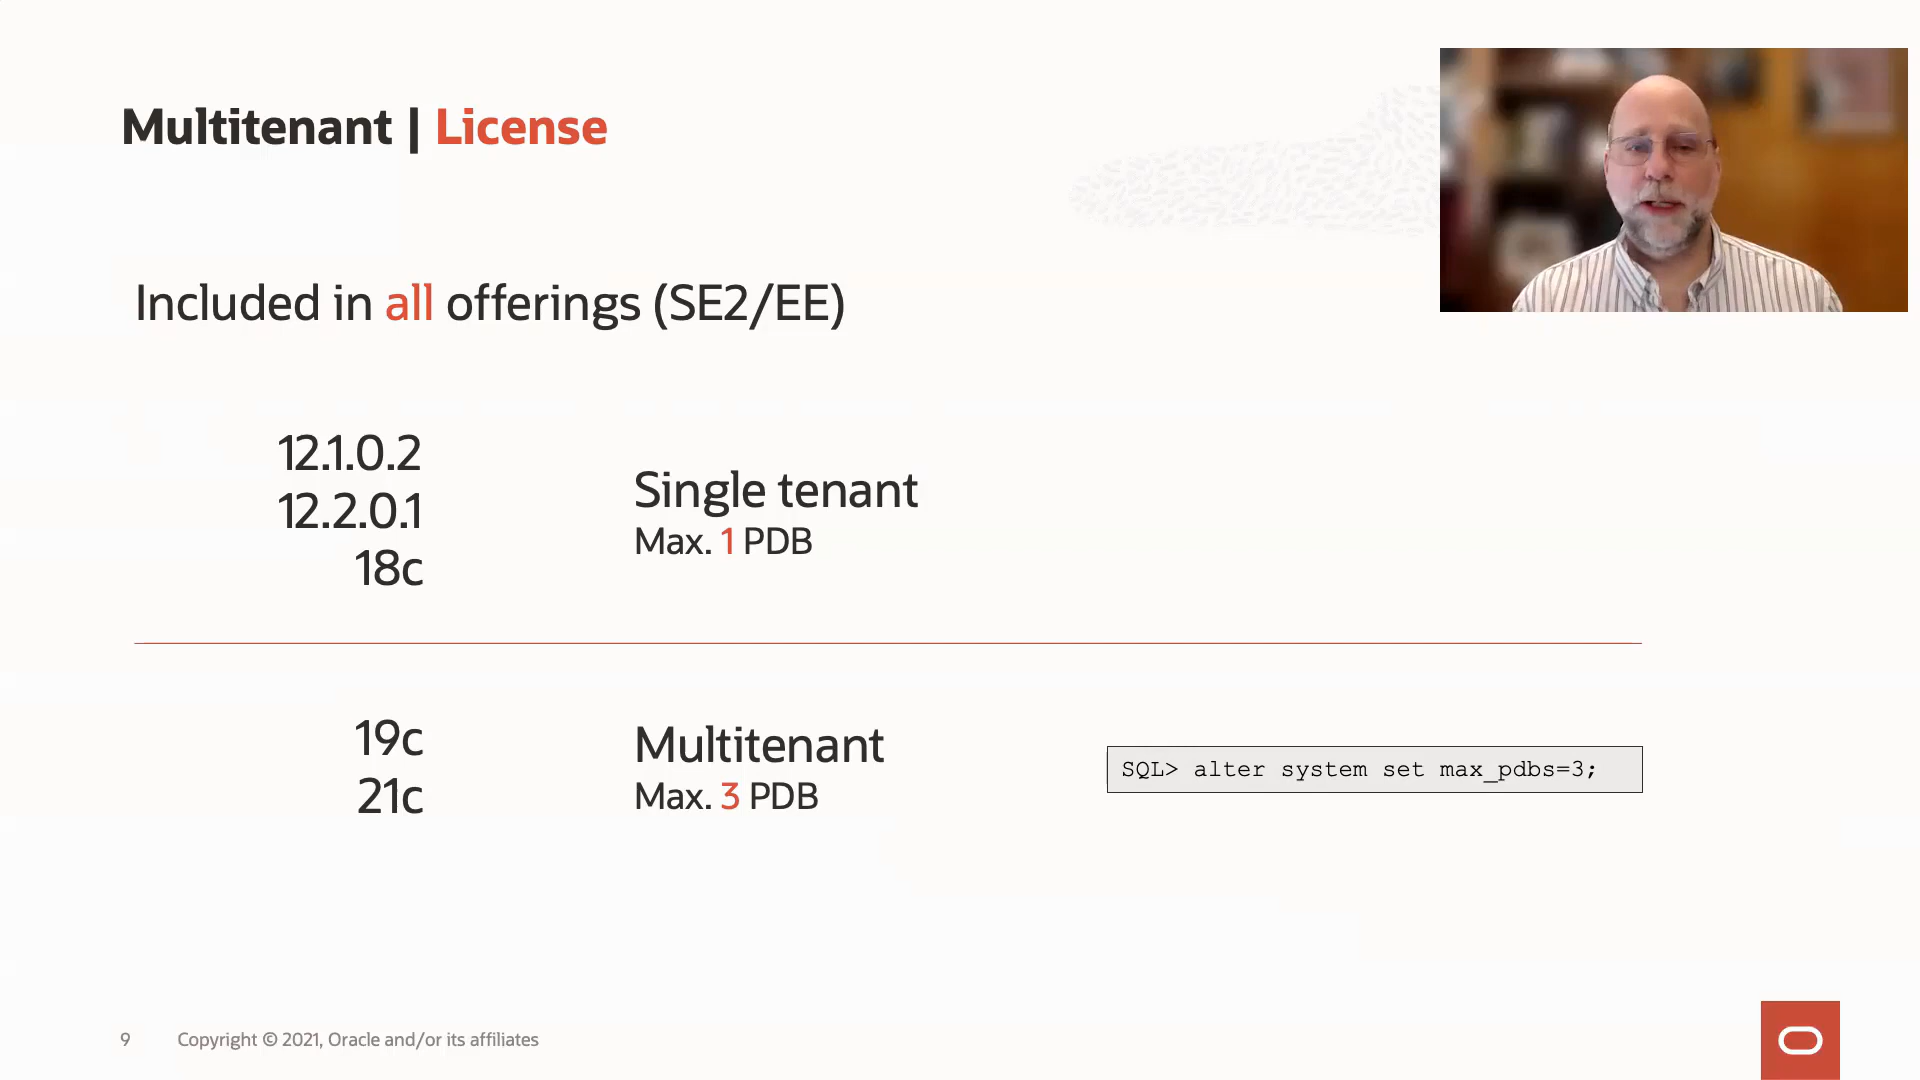 Multitenant | License
Included in all offerings (SE2/EE)
12.1.0.2
12.2.0.1
18c
Single tenant
Max. 1 PDB
19c
21c
Multitenant
Max. 3 PDB
SQL> alter system set max_pdbs=3;
9 Copyright © 2021, Oracle and/or its affiliates